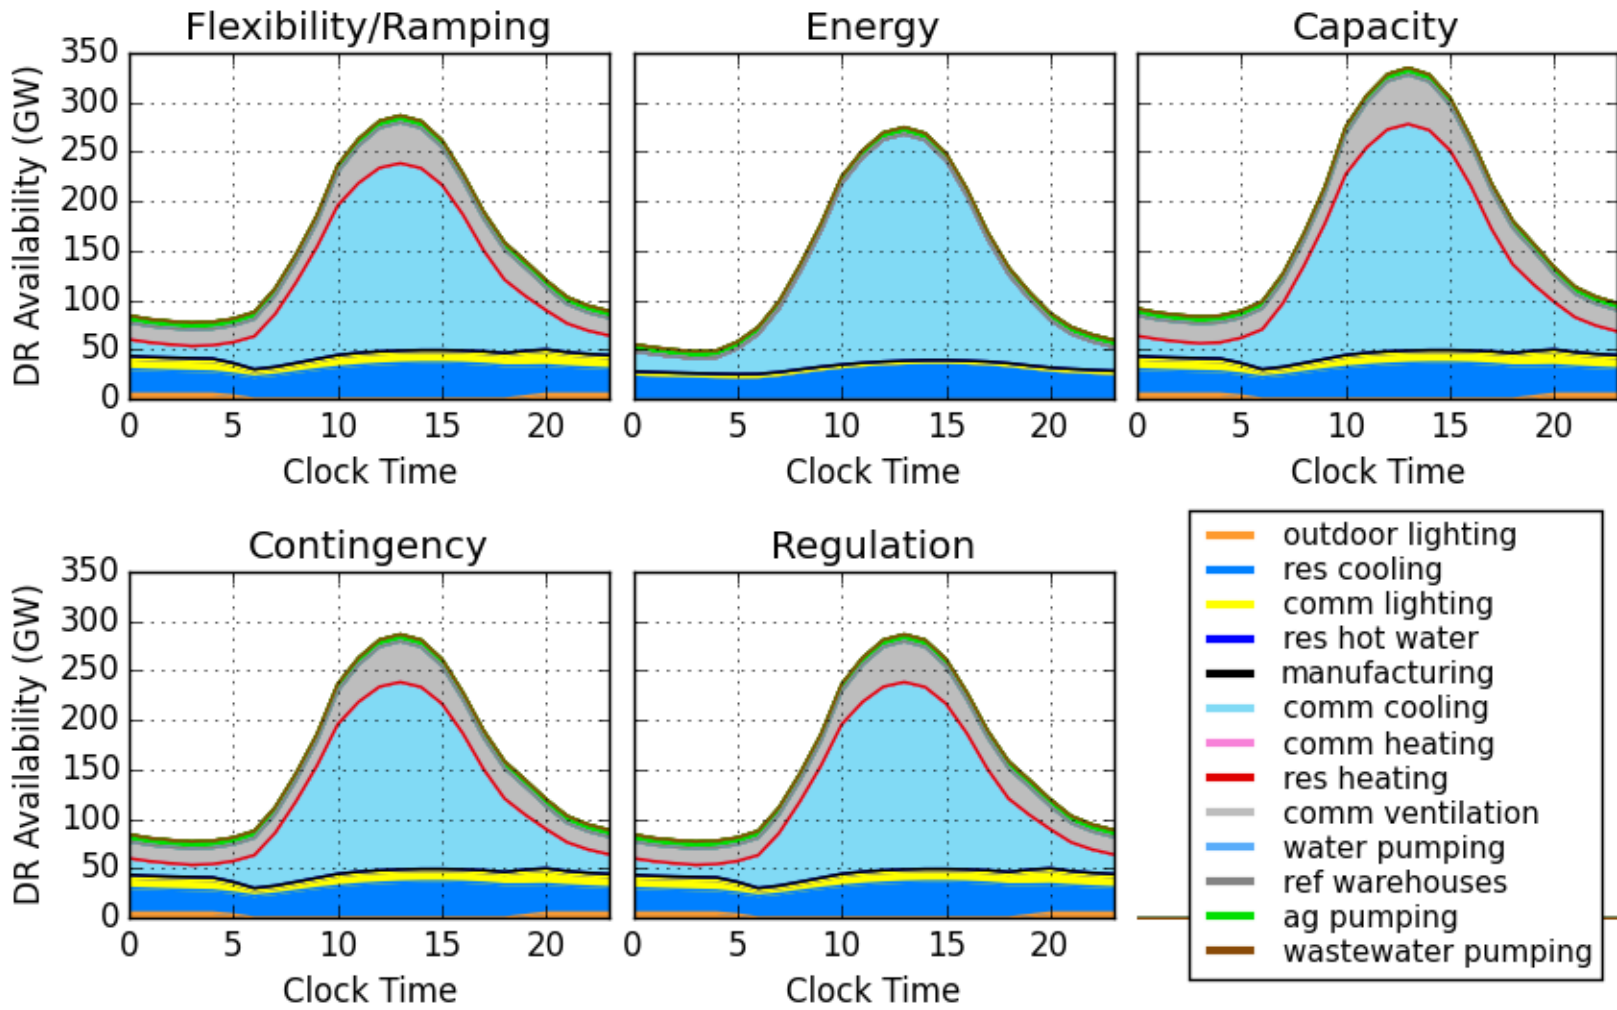 Flexibility/Ramping
Energy
Capacity
DR Availability (GW)
350
300
250
200
150
100
50
0
0 5 10 15 20
0 5 10 15 20
0 5 10 15 20
Clock Time
Clock Time
Clock Time
Contingency
Regulation
DR Availability (GW)
350
300
250
200
150
100
50
0
0 5 10 15 20
0 5 10 15 20
Clock Time
Clock Time
outdoor lighting
res cooling
comm lighting
res hot water
manufacturing
comm cooling
comm heating
res heating
comm ventilation
water pumping
ref warehouses
ag pumping
wastewater pumping